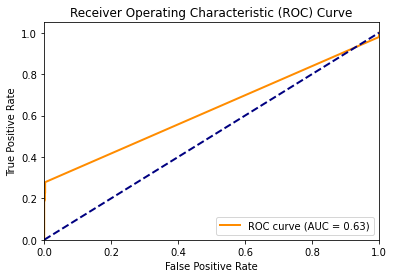 Receiver Operating Characteristic (ROC) Curve
True Positive Rate
1.0
0.8
0.6
0.4
0.2
0.0
0.0 0.2 0.4 0.6 0.8 1.0
False Positive Rate
ROC curve (AUC = 0.63)